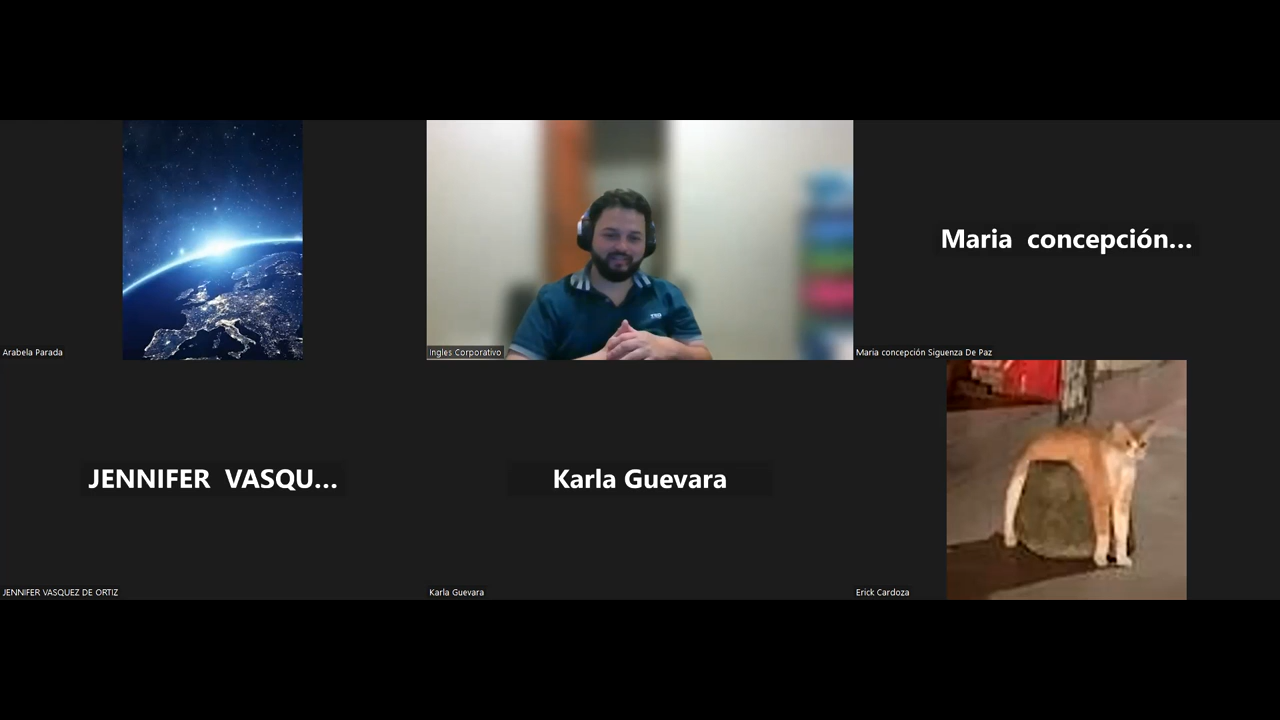 Maria concepción...
Arabela Parada
Ingles Corporativo
Maria concepción Siguenza De Paz
JENNIFER VASQU...
Karla Guevara
JENNIFER VASQUEZ DE ORTIZ
Karla Guevara
Erick Cardoza